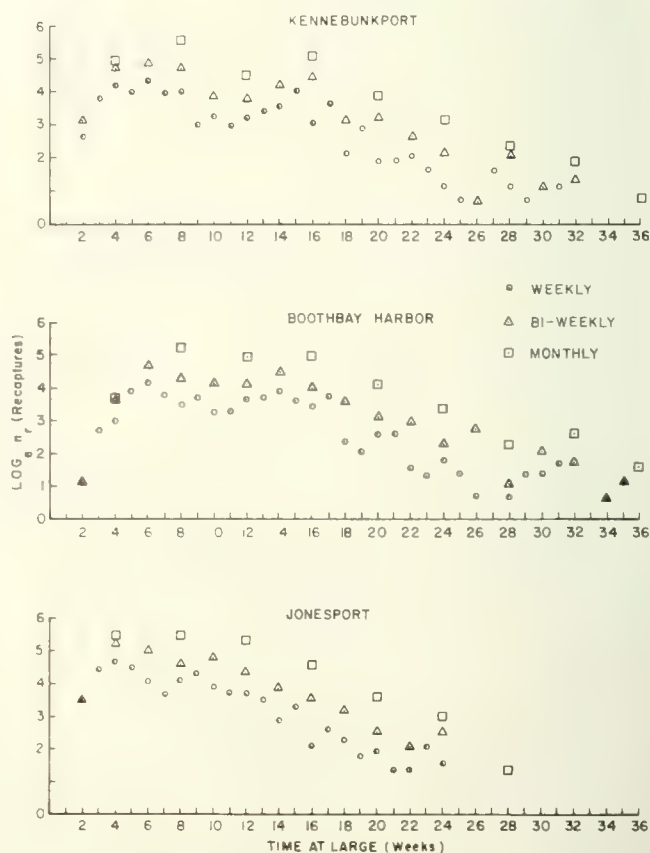 KENNEBUNKPORT
6
5
4
3
2
0
2 4 6 8 10 12 14 16 18 20 22 24 26 28 30 32 34 36
WEEKLY
BI-WEEKLY
MONTHLY
BOOTHBAY HARBOR
LOGe nr (Recaptures)
6
5
4
3
2
1
0
2 4 6 8 0 12 4 16 18 20 22 24 26 28 30 32 34 36
JONESPORT
6
5
4
3
2
0
2 4 6 8 10 12 14 16 18 20 22 24 26 28 30 32 34 36
TIME AT LARGE (Weeks)